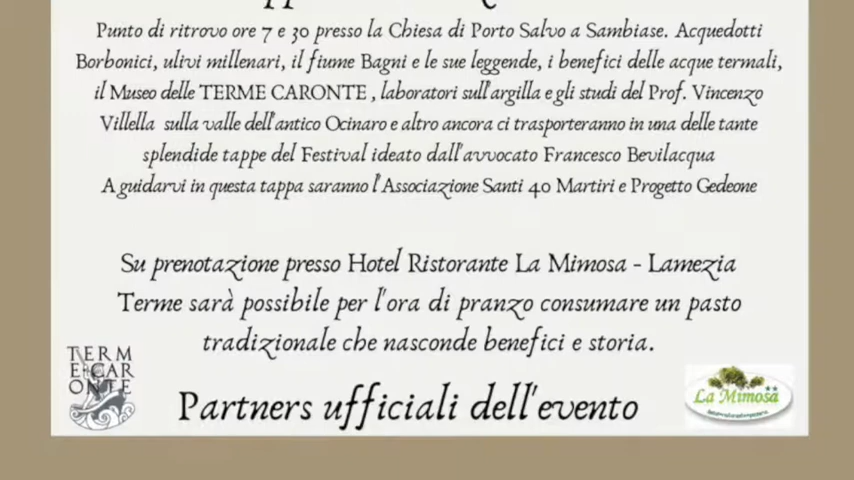 Punto di ritrovo ore 7 e 30 presso la Chiesa di Porto Salvo a Sambiase. Acquedotti
Borbonici, ulivi millenari, il fiume Bagni e le sue leggende, i benefici delle acque termali,
il Museo delle TERME CARONTE , laboratori sull'argilla e gli studi del Prof. Vincenzo
Villella sulla valle dell'antico Ocinaro e altro ancora ci trasporteranno in una delle tante
splendide tappe del Festival ideato dall'avvocato Francesco Bevilacqua
A guidarvi in questa tappa saranno l'Associazione Santi 40 Martiri e Progetto Gedeone
Su prenotazione presso Hotel Ristorante La Mimosa - Lamezia
Terme sarà possibile per l'ora di pranzo consumare un pasto
tradizionale che nasconde benefici e storia.
TERM
E CAR
ONTE
Partners ufficiali dell'evento
La Mimosa